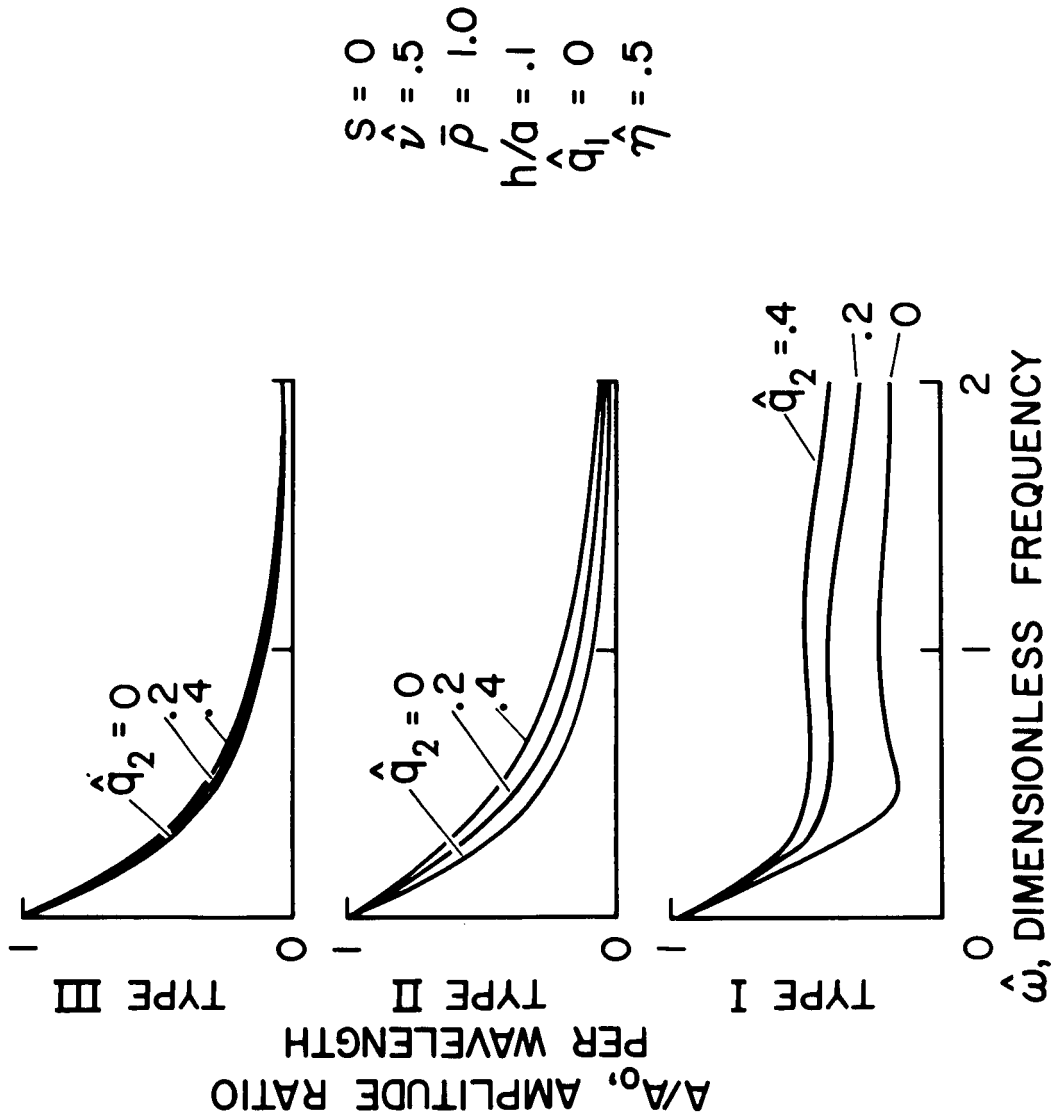 A/A₀, AMPLITUDE RATIO
PER WAVELENGTH
TYPE III
1
0
q̂₂ = 0
.2
.4
TYPE II
1
0
q̂₂ = 0
.2
.4
TYPE I
1
0
q̂₂ = .4
.2
0
1
2
ω̂, DIMENSIONLESS FREQUENCY
S = 0
ν̂ = .5
ρ̄ = 1.0
h/a = .1
q̂₁ = 0
η̂ = .5